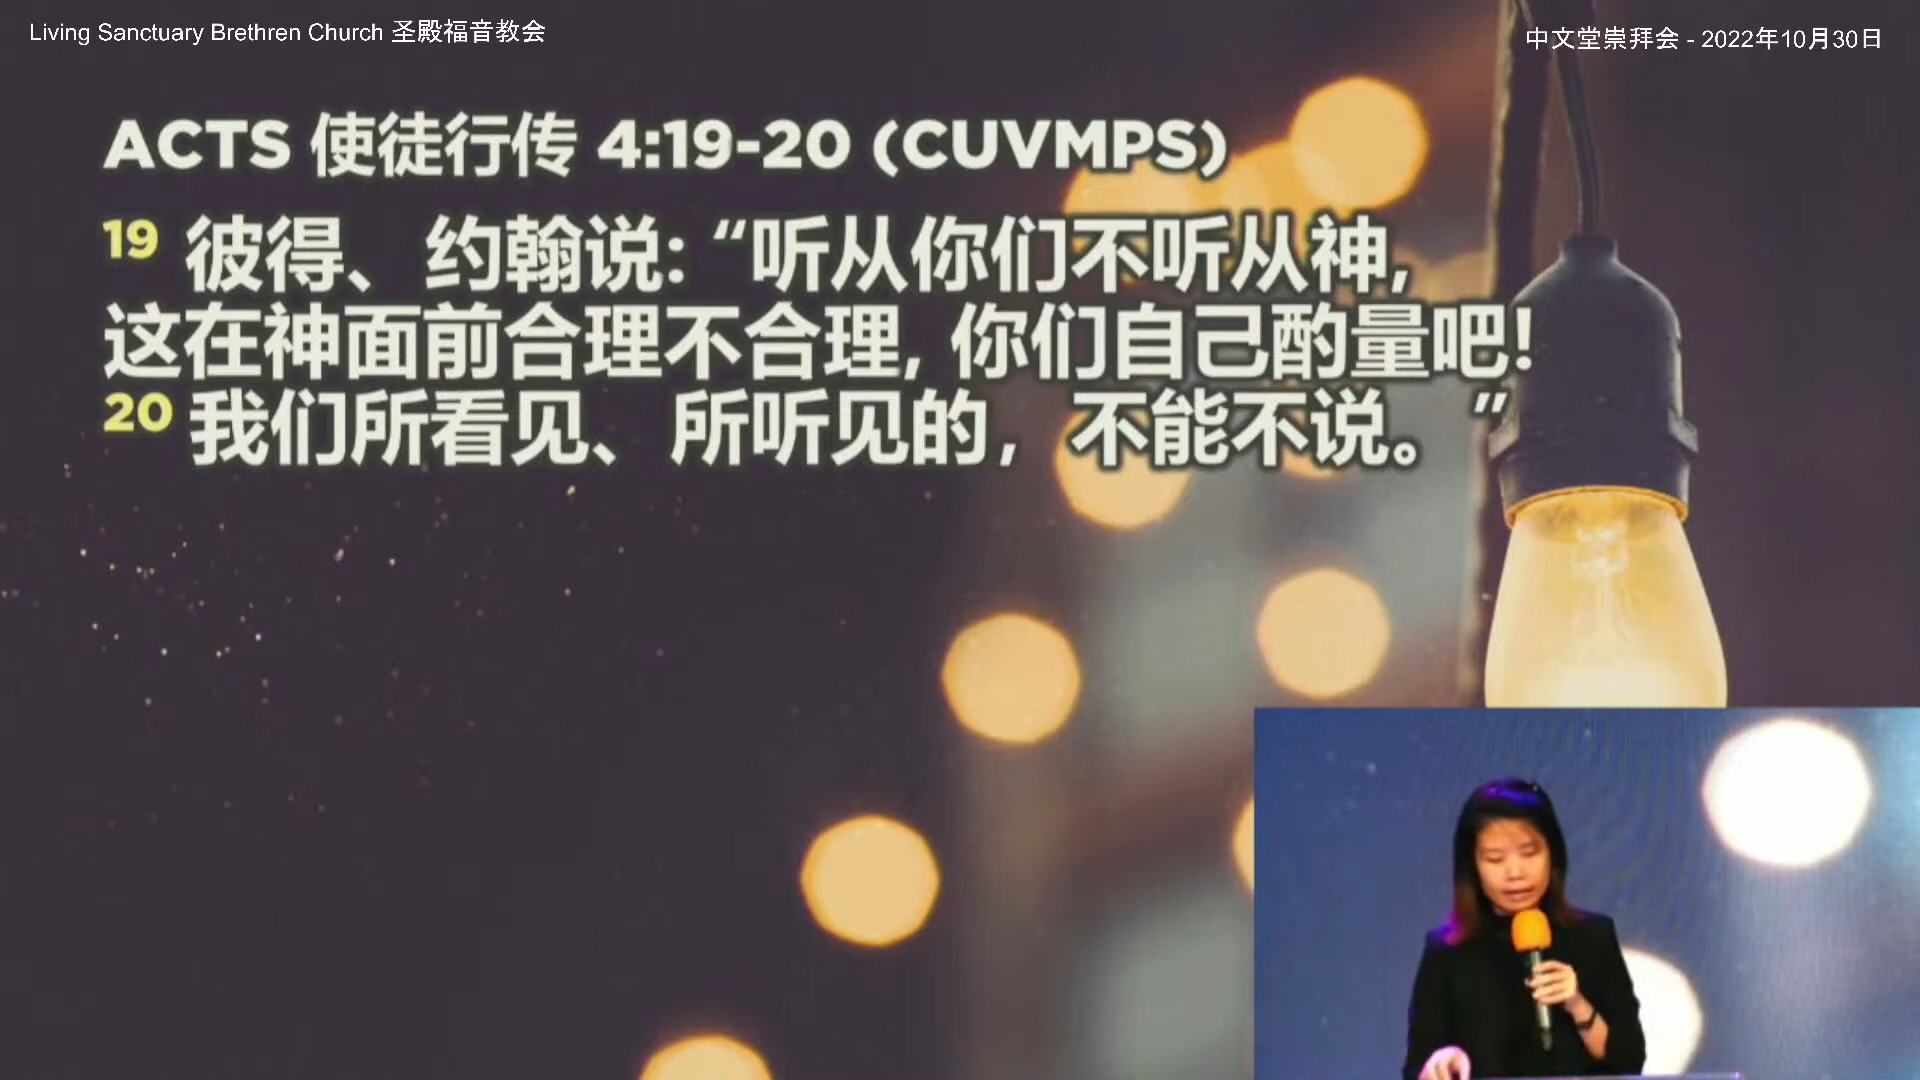 Living Sanctuary Brethren Church 圣殿福音教会
中文堂崇拜会 - 2022年10月30日
ACTS 使徒行传 4:19-20 (CUVMPS)
19 彼得、约翰说: “听从你们不听从神,
这在神面前合理不合理, 你们自己酌量吧!
20 我们所看见、所听见的，不能不说。”